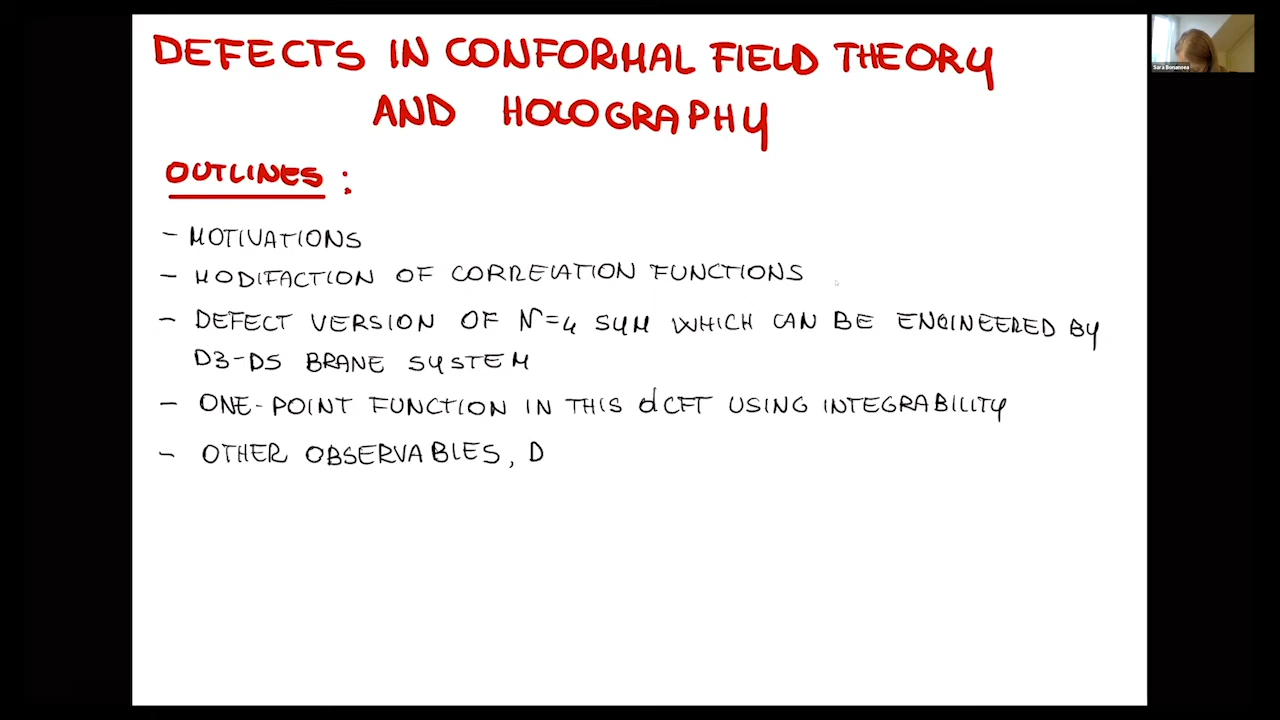 DEFECTS IN CONFORMAL FIELD THEORY
AND HOLOGRAPHY
OUTLINES :
- MOTIVATIONS
- MODIFACTION OF CORRELATION FUNCTIONS
- DEFECT VERSION OF N=4 SYM WHICH CAN BE ENGINEERED BY
D3-D5 BRANE SYSTEM
- ONE-POINT FUNCTION IN THIS dCFT USING INTEGRABILITY
- OTHER OBSERVABLES, D